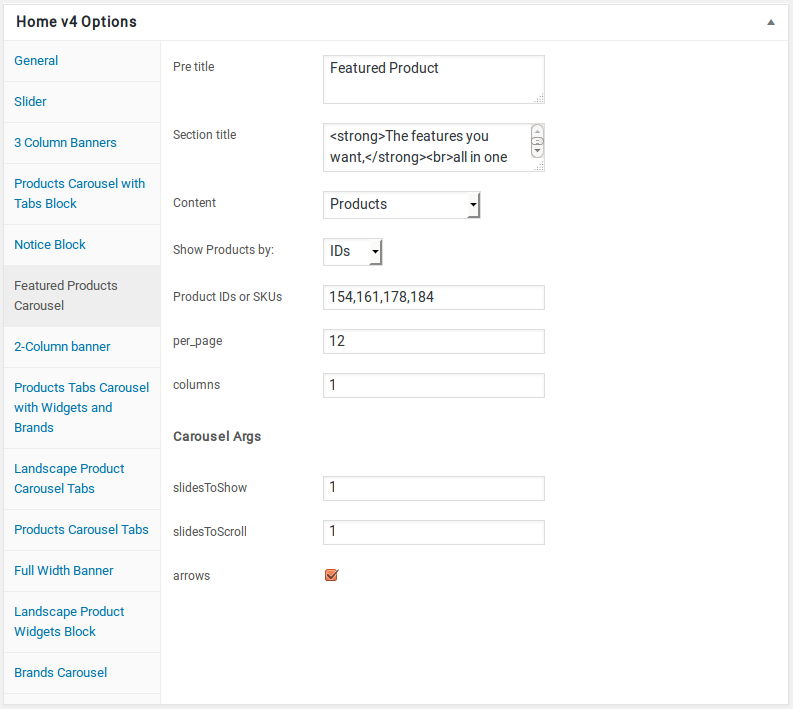 Home v4 Options
General
Slider
3 Column Banners
Products Carousel with
Tabs Block
Notice Block
Featured Products
Carousel
2-Column banner
Products Tabs Carousel
with Widgets and
Brands
Landscape Product
Carousel Tabs
Products Carousel Tabs
Full Width Banner
Landscape Product
Widgets Block
Brands Carousel
Pre title
Featured Product
Section title
<strong>The features you
want,</strong><br>all in one
Content
Products
Show Products by:
IDs
Product IDs or SKUs
154,161,178,184
per_page
12
columns
1
Carousel Args
slidesToShow
1
slidesToScroll
1
arrows